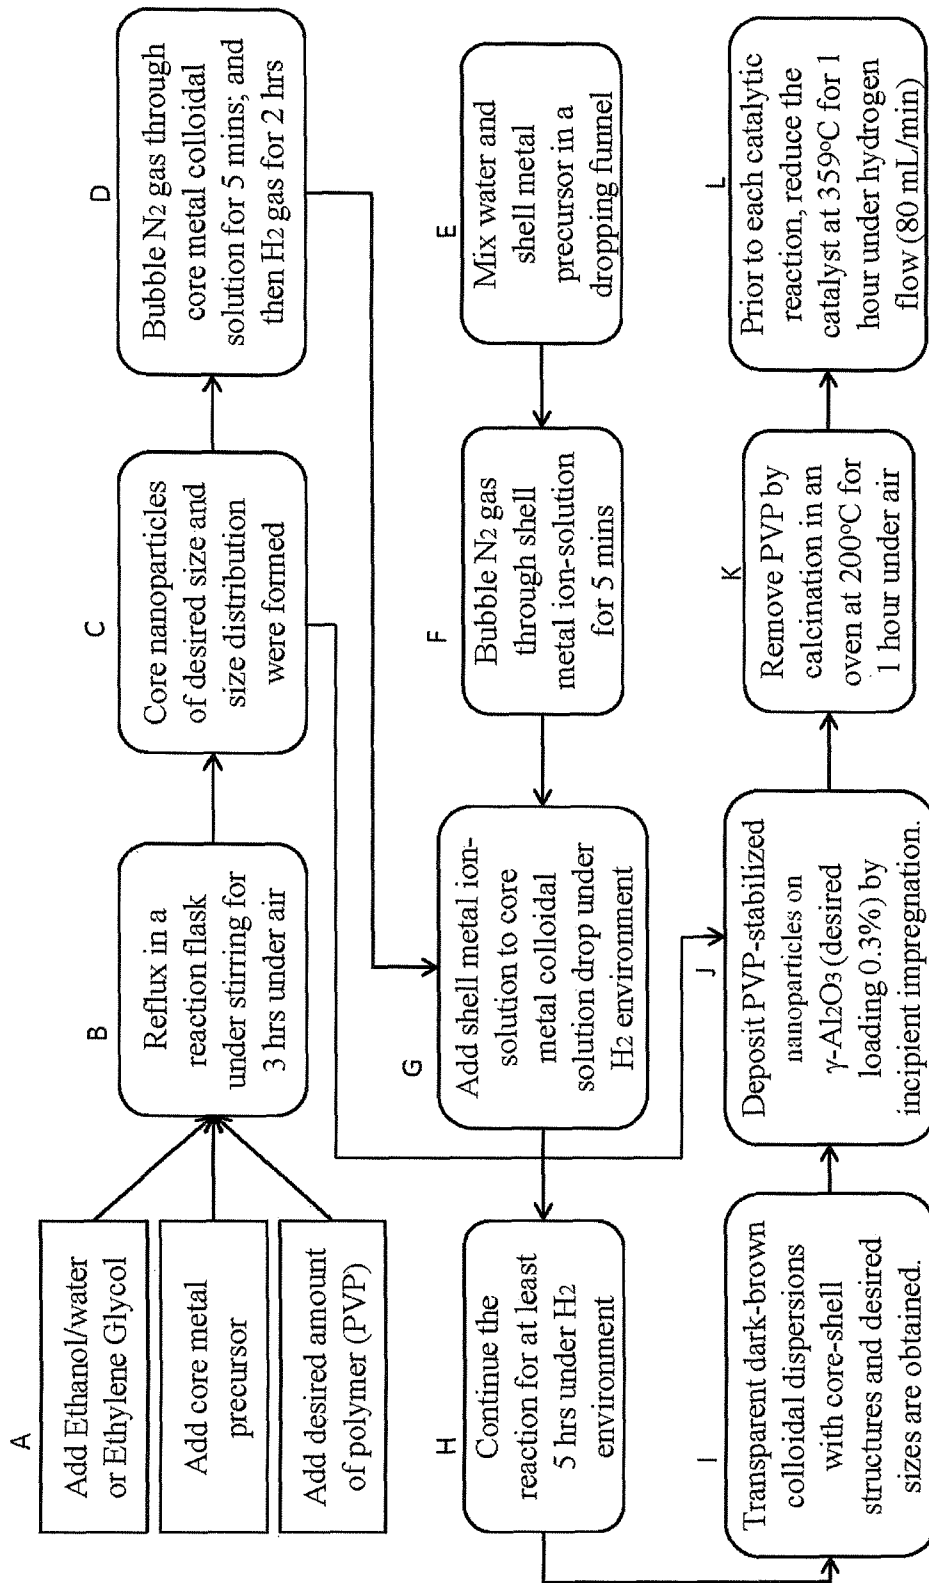 A
Add Ethanol/water
or Ethylene Glycol
Add core metal
precursor
Add desired amount
of polymer (PVP)
B
Reflux in a
reaction flask
under stirring for
3 hrs under air
C
Core nanoparticles
of desired size and
size distribution
were formed
D
Bubble N2 gas through
core metal colloidal
solution for 5 mins; and
then H2 gas for 2 hrs
E
Mix water and
shell metal
precursor in a
dropping funnel
F
Bubble N2 gas
through shell
metal ion-solution
for 5 mins
G
Add shell metal ion-
solution to core
metal colloidal
solution drop under
H2 environment
H
Continue the
reaction for at least
5 hrs under H2
environment
I
Transparent dark-brown
colloidal dispersions
with core-shell
structures and desired
sizes are obtained.
J
Deposit PVP-stabilized
nanoparticles on
γ-Al2O3 (desired
loading 0.3%) by
incipient impregnation.
K
Remove PVP by
calcination in an
oven at 200°C for
1 hour under air
L
Prior to each catalytic
reaction, reduce the
catalyst at 359°C for 1
hour under hydrogen
flow (80 mL/min)